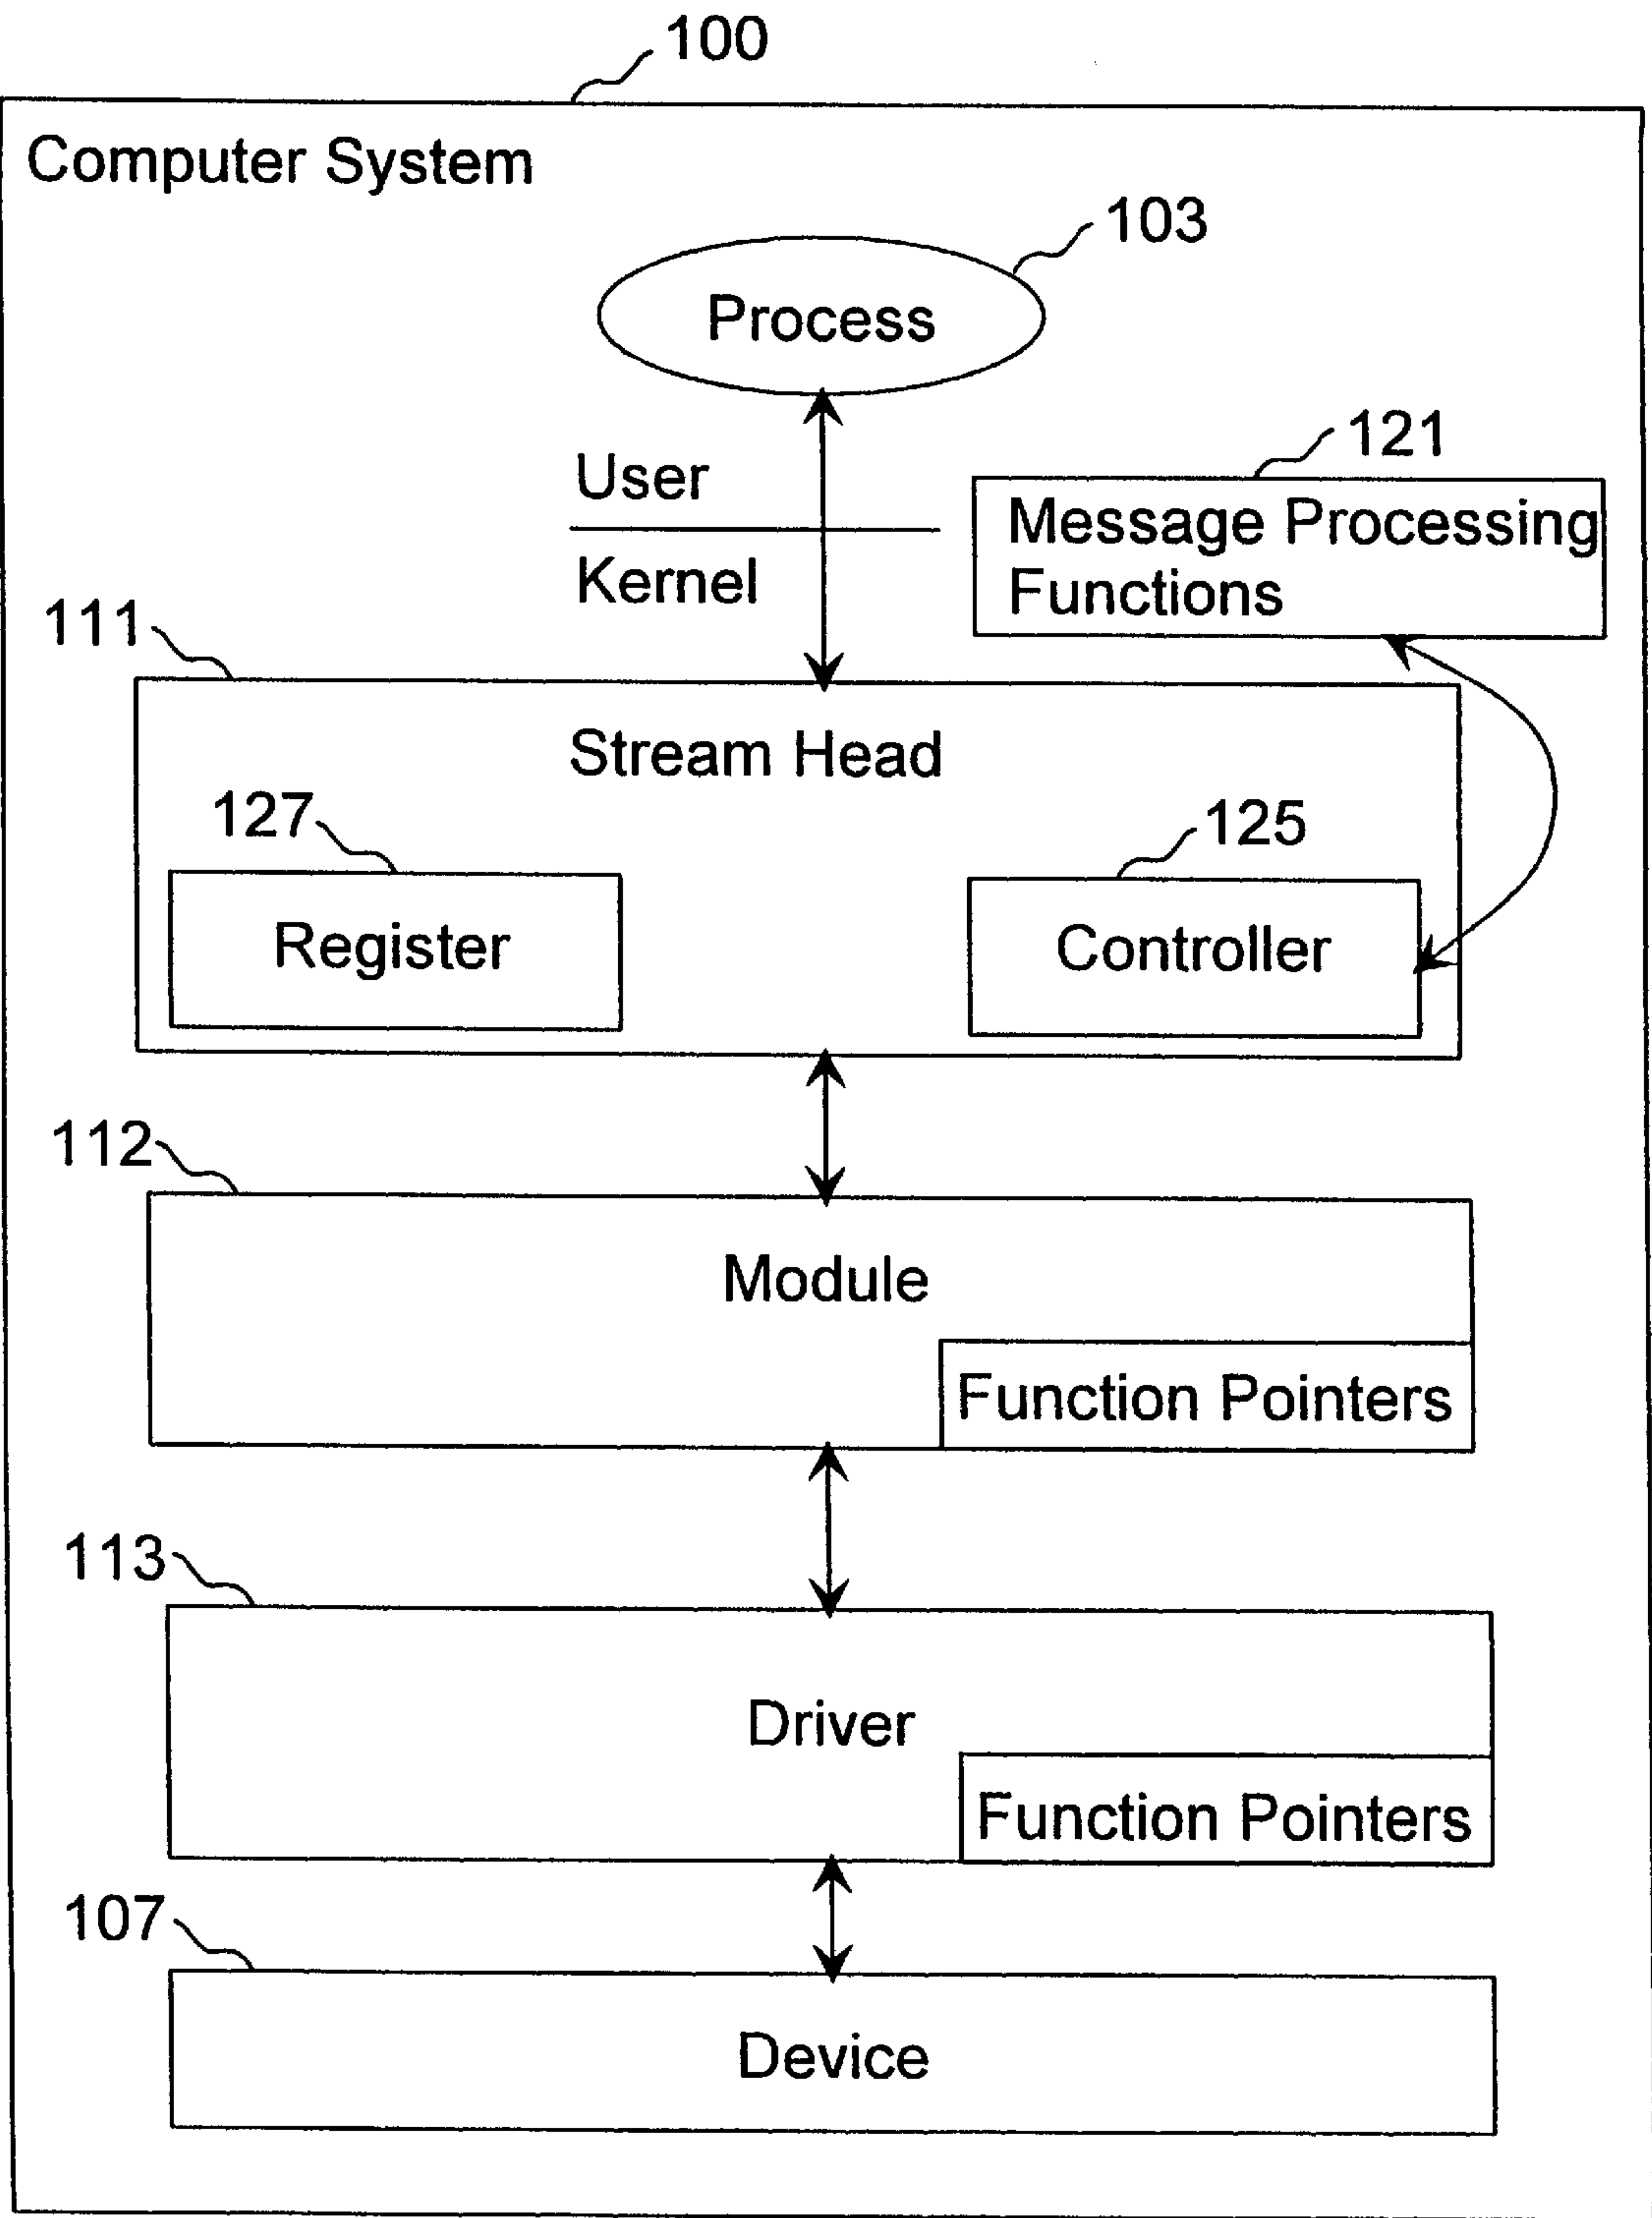 100
Computer System
103
Process
121
User
Message Processing
Functions
Kernel
111
Stream Head
127
125
Register
Controller
112
Module
Function Pointers
113
Driver
Function Pointers
107
Device